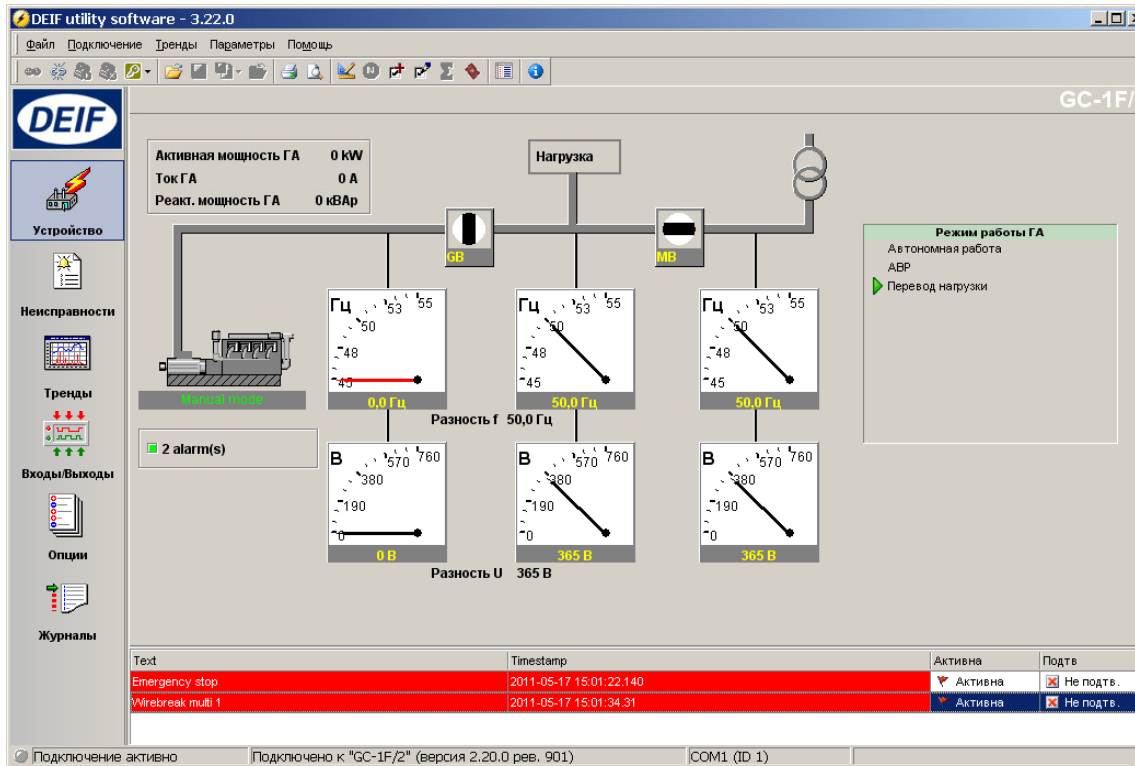 DEIF utility software - 3.22.0
Файл Подключение Тренды Параметры Помощь
DEIF
GC-1F/
Активная мощность ГА 0 kW
Ток ГА 0 А
Реакт. мощность ГА 0 кВАр
Нагрузка
GB
MB
Устройство
Режим работы ГА
Автономная работа
АВР
Перевод нагрузки
Неисправности
Гц 45 48 50 53 55
Гц 45 48 50 53 55
Гц 45 48 50 53 55
Manual mode
0,0 Гц
50,0 Гц
50,0 Гц
Тренды
Разность f 50,0 Гц
2 alarm(s)
В 0 190 380 570 760
В 0 190 380 570 760
В 0 190 380 570 760
Входы/Выходы
0 В
365 В
365 В
Опции
Разность U 365 В
Журналы
Text Timestamp Активна Подтв
Emergency stop 2011-05-17 15:01:22.140 Активна Не подтв.
Wirebreak multi 1 2011-05-17 15:01:34.31 Активна Не подтв.
Подключение активно Подключено к "GC-1F/2" (версия 2.20.0 рев. 901) COM1 (ID 1)